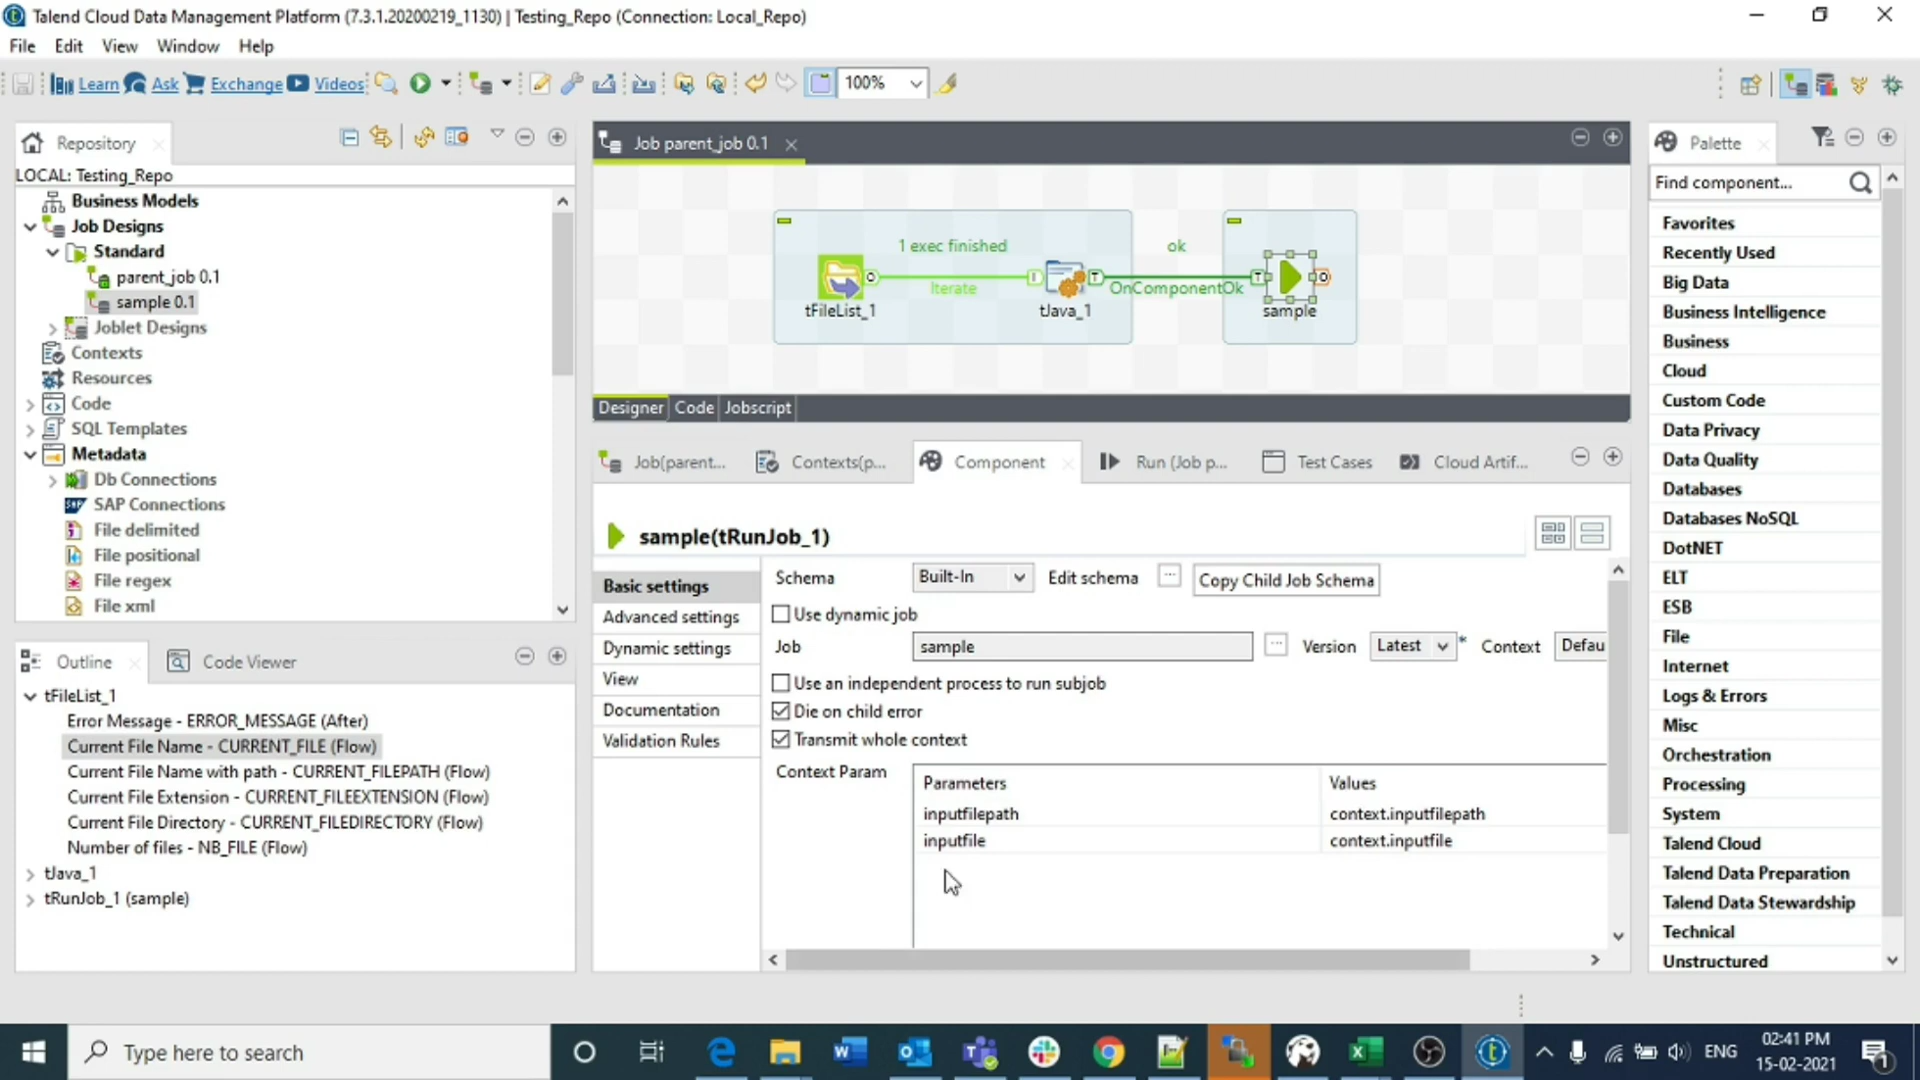 Talend Cloud Data Management Platform (7.3.1.20200219_1130) | Testing_Repo (Connection: Local_Repo)
File Edit View Window Help
Learn Ask Exchange Videos 100%
Repository
LOCAL: Testing_Repo
Business Models
Job Designs
Standard
parent_job 0.1
sample 0.1
Joblet Designs
Contexts
Resources
Code
SQL Templates
Metadata
Db Connections
SAP Connections
File delimited
File positional
File regex
File xml
Outline Code Viewer
tFileList_1
Error Message - ERROR_MESSAGE (After)
Current File Name - CURRENT_FILE (Flow)
Current File Name with path - CURRENT_FILEPATH (Flow)
Current File Extension - CURRENT_FILEEXTENSION (Flow)
Current File Directory - CURRENT_FILEDIRECTORY (Flow)
Number of files - NB_FILE (Flow)
tJava_1
tRunJob_1 (sample)
Job parent_job 0.1
1 exec finished ok
Iterate OnComponentOk
tFileList_1 tJava_1 sample
Designer Code Jobscript
Job(parent... Contexts(p... Component Run (Job p... Test Cases Cloud Artif...
sample(tRunJob_1)
Basic settings
Advanced settings
Dynamic settings
View
Documentation
Validation Rules
Schema Built-In Edit schema ... Copy Child Job Schema
Use dynamic job
Job sample ... Version Latest * Context Defau
Use an independent process to run subjob
Die on child error
Transmit whole context
Context Param Parameters Values
inputfilepath context.inputfilepath
inputfile context.inputfile
Palette
Find component...
Favorites
Recently Used
Big Data
Business Intelligence
Business
Cloud
Custom Code
Data Privacy
Data Quality
Databases
Databases NoSQL
DotNET
ELT
ESB
File
Internet
Logs & Errors
Misc
Orchestration
Processing
System
Talend Cloud
Talend Data Preparation
Talend Data Stewardship
Technical
Unstructured
Type here to search
ENG
02:41 PM
15-02-2021
1